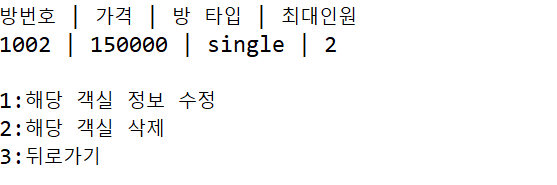 방번호 | 가격 | 방 타입 | 최대인원
1002 | 150000 | single | 2
1:해당 객실 정보 수정
2:해당 객실 삭제
3:뒤로가기